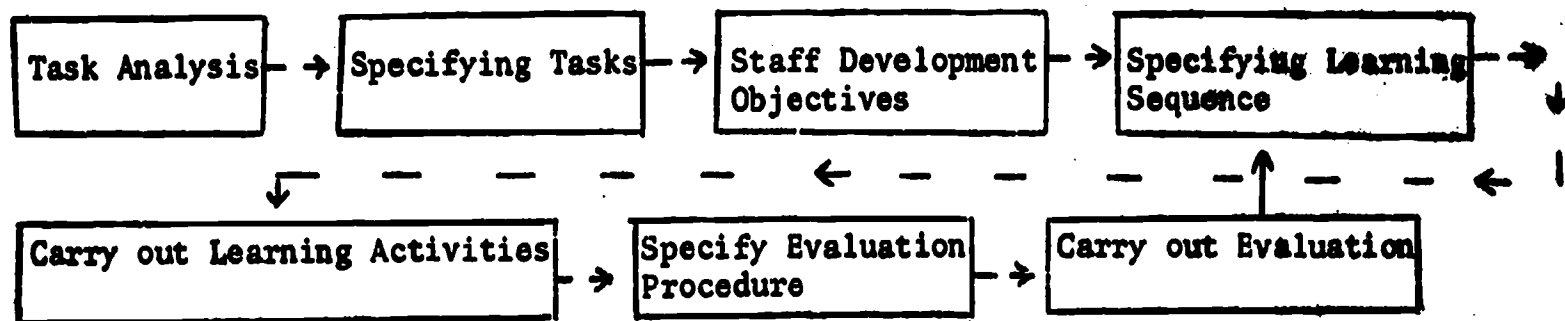 Task Analysis
Specifying Tasks
Staff Development
Objectives
Specifying Learning
Sequence
Carry out Learning Activities
Specify Evaluation
Procedure
Carry out Evaluation